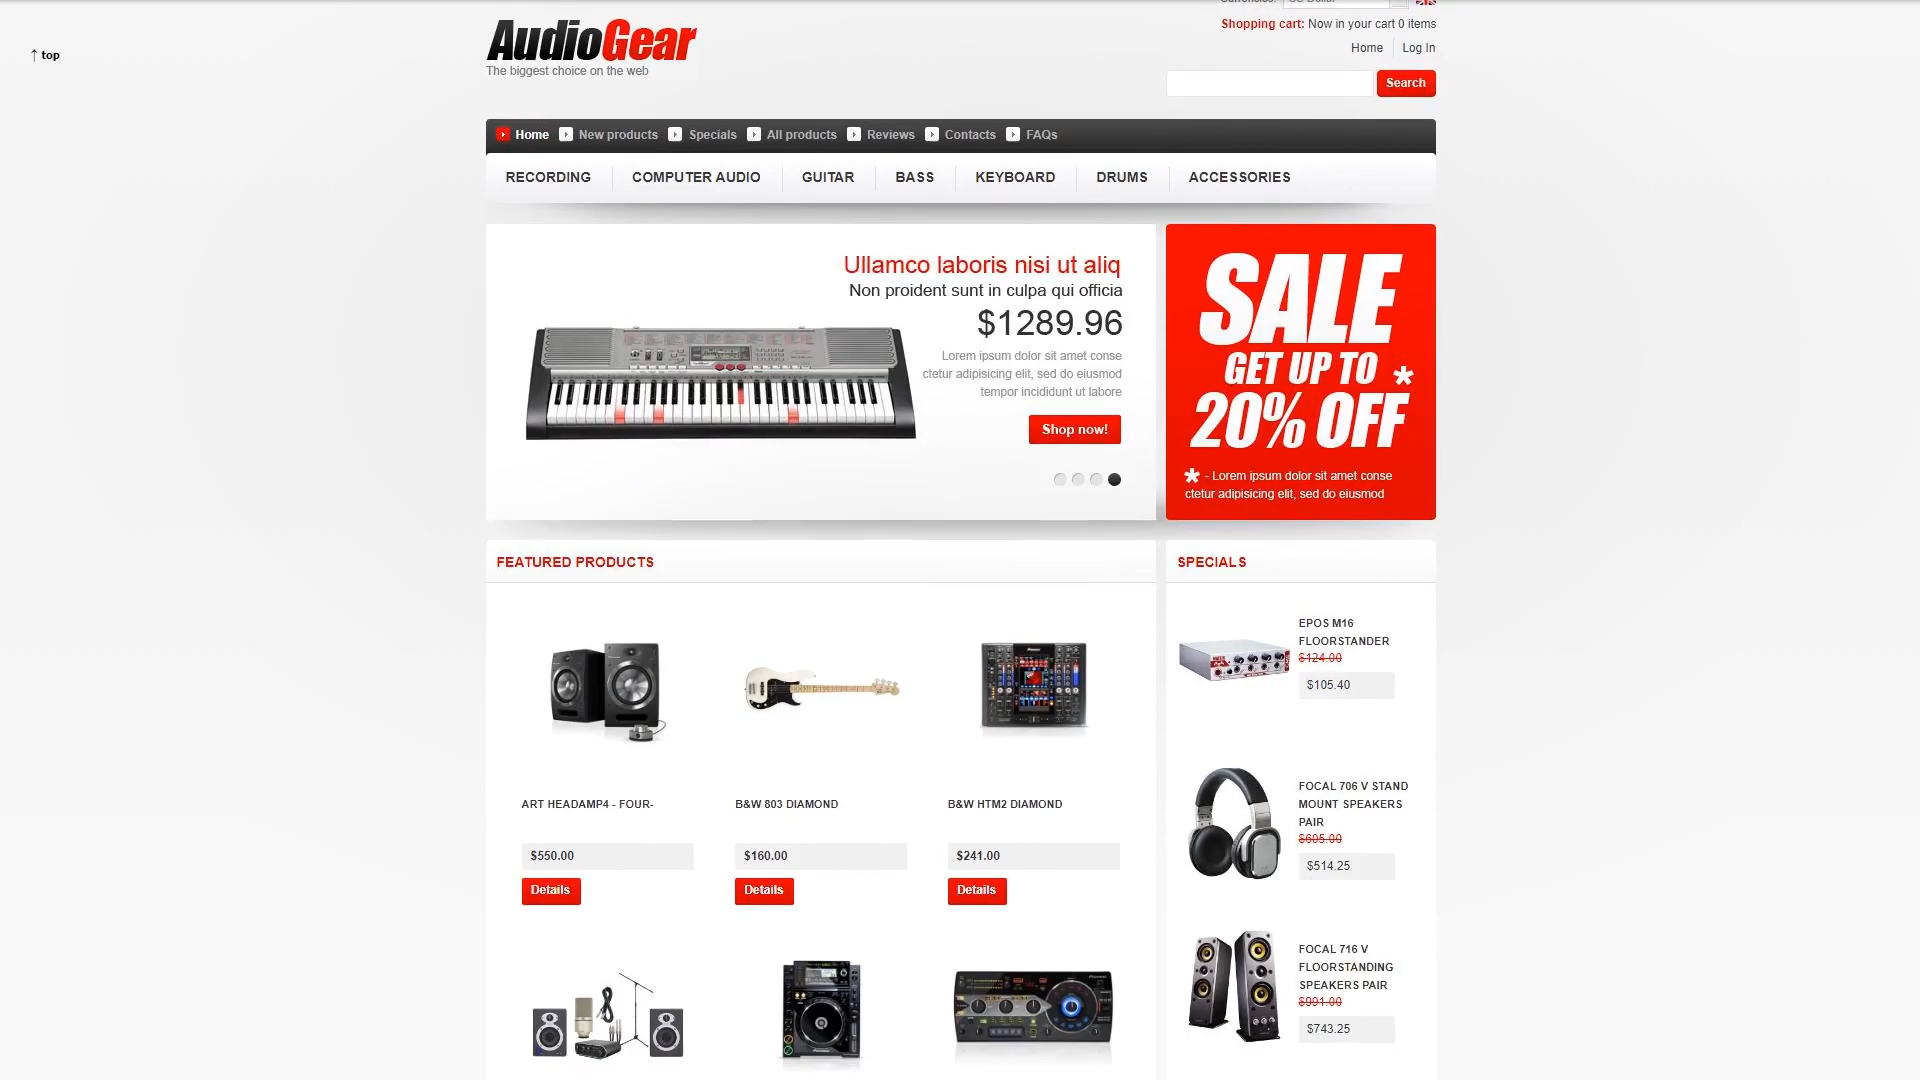 ↑ top
AudioGear
The biggest choice on the web
Shopping cart: Now in your cart 0 items
Home Log In
Search
Home New products Specials All products Reviews Contacts FAQs
RECORDING COMPUTER AUDIO GUITAR BASS KEYBOARD DRUMS ACCESSORIES
Ullamco laboris nisi ut aliq
Non proident sunt in culpa qui officia
$1289.96
Lorem ipsum dolor sit amet conse
ctetur adipisicing elit, sed do eiusmod
tempor incididunt ut labore
Shop now!
SALE
GET UP TO *
20% OFF
* - Lorem ipsum dolor sit amet conse
ctetur adipisicing elit, sed do eiusmod
FEATURED PRODUCTS
ART HEADAMP4 - FOUR-
$550.00
Details
B&W 803 DIAMOND
$160.00
Details
B&W HTM2 DIAMOND
$241.00
Details
SPECIALS
EPOS M16
FLOORSTANDER
$124.00
$105.40
FOCAL 706 V STAND
MOUNT SPEAKERS
PAIR
$605.00
$514.25
FOCAL 716 V
FLOORSTANDING
SPEAKERS PAIR
$991.00
$743.25